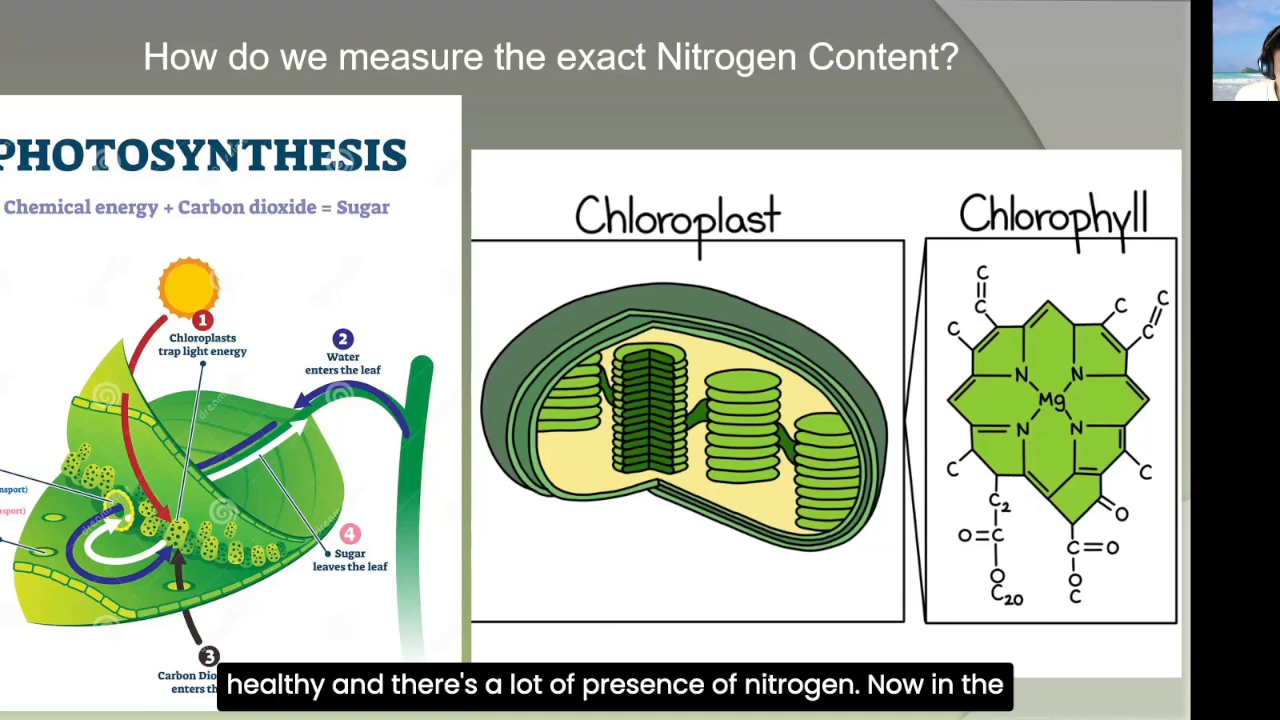 How do we measure the exact Nitrogen Content?
PHOTOSYNTHESIS
Chemical energy + Carbon dioxide = Sugar
1
Chloroplasts
trap light energy
2
Water
enters the leaf
4
Sugar
leaves the leaf
3
Carbon
enters
Chloroplast
Chlorophyll
C
C
C
C
C
C
N
N
Mg
N
N
C
C
C2
O
O=C
C=O
O
O
C20
C
healthy and there's a lot of presence of nitrogen. Now in the